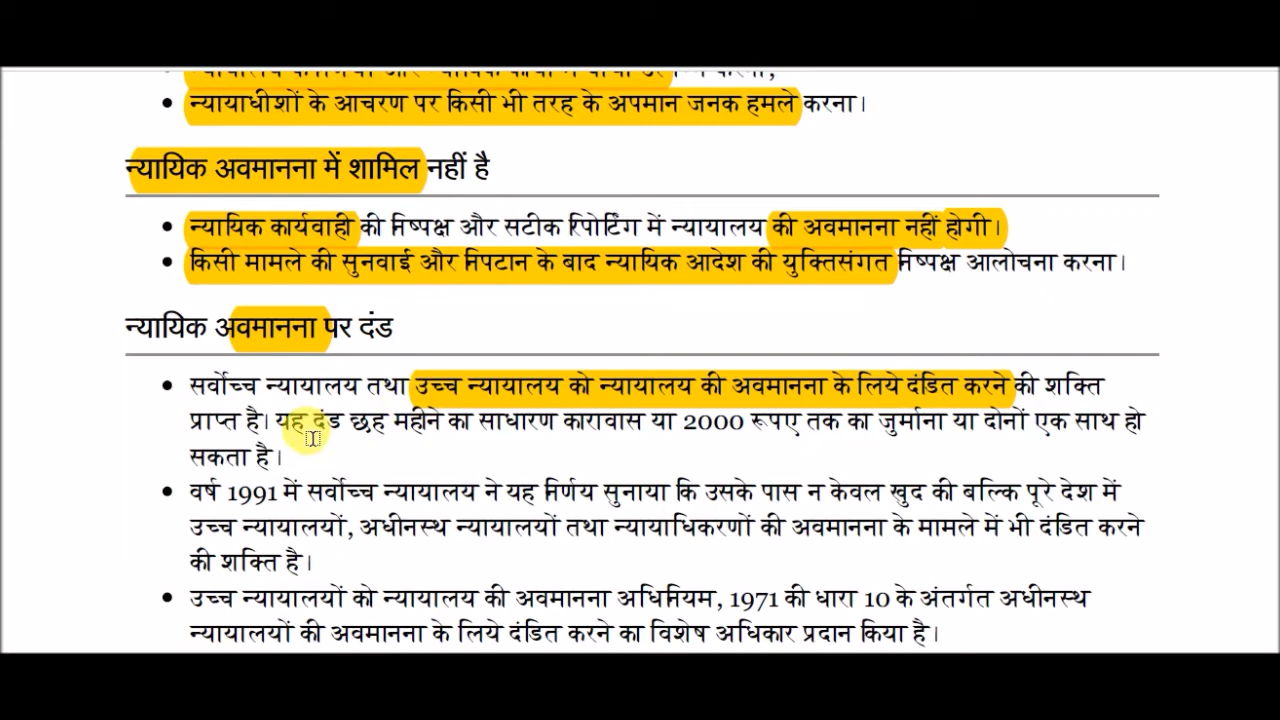 न्यायाधीशों के आचरण पर किसी भी तरह के अपमान जनक हमले करना।
न्यायिक अवमानना में शामिल नहीं है
न्यायिक कार्यवाही की निष्पक्ष और सटीक रिपोर्टिंग में न्यायालय की अवमानना नहीं होगी।
किसी मामले की सुनवाई और निपटान के बाद न्यायिक आदेश की युक्तिसंगत निष्पक्ष आलोचना करना।
न्यायिक अवमानना पर दंड
सर्वोच्च न्यायालय तथा उच्च न्यायालय को न्यायालय की अवमानना के लिये दंडित करने की शक्ति
प्राप्त है। यह दंड छह महीने का साधारण कारावास या 2000 रूपए तक का जुर्माना या दोनों एक साथ हो
सकता है।
वर्ष 1991 में सर्वोच्च न्यायालय ने यह निर्णय सुनाया कि उसके पास न केवल खुद की बल्कि पूरे देश में
उच्च न्यायालयों, अधीनस्थ न्यायालयों तथा न्यायाधिकरणों की अवमानना के मामले में भी दंडित करने
की शक्ति है।
उच्च न्यायालयों को न्यायालय की अवमानना अधिनियम, 1971 की धारा 10 के अंतर्गत अधीनस्थ
न्यायालयों की अवमानना के लिये दंडित करने का विशेष अधिकार प्रदान किया है।